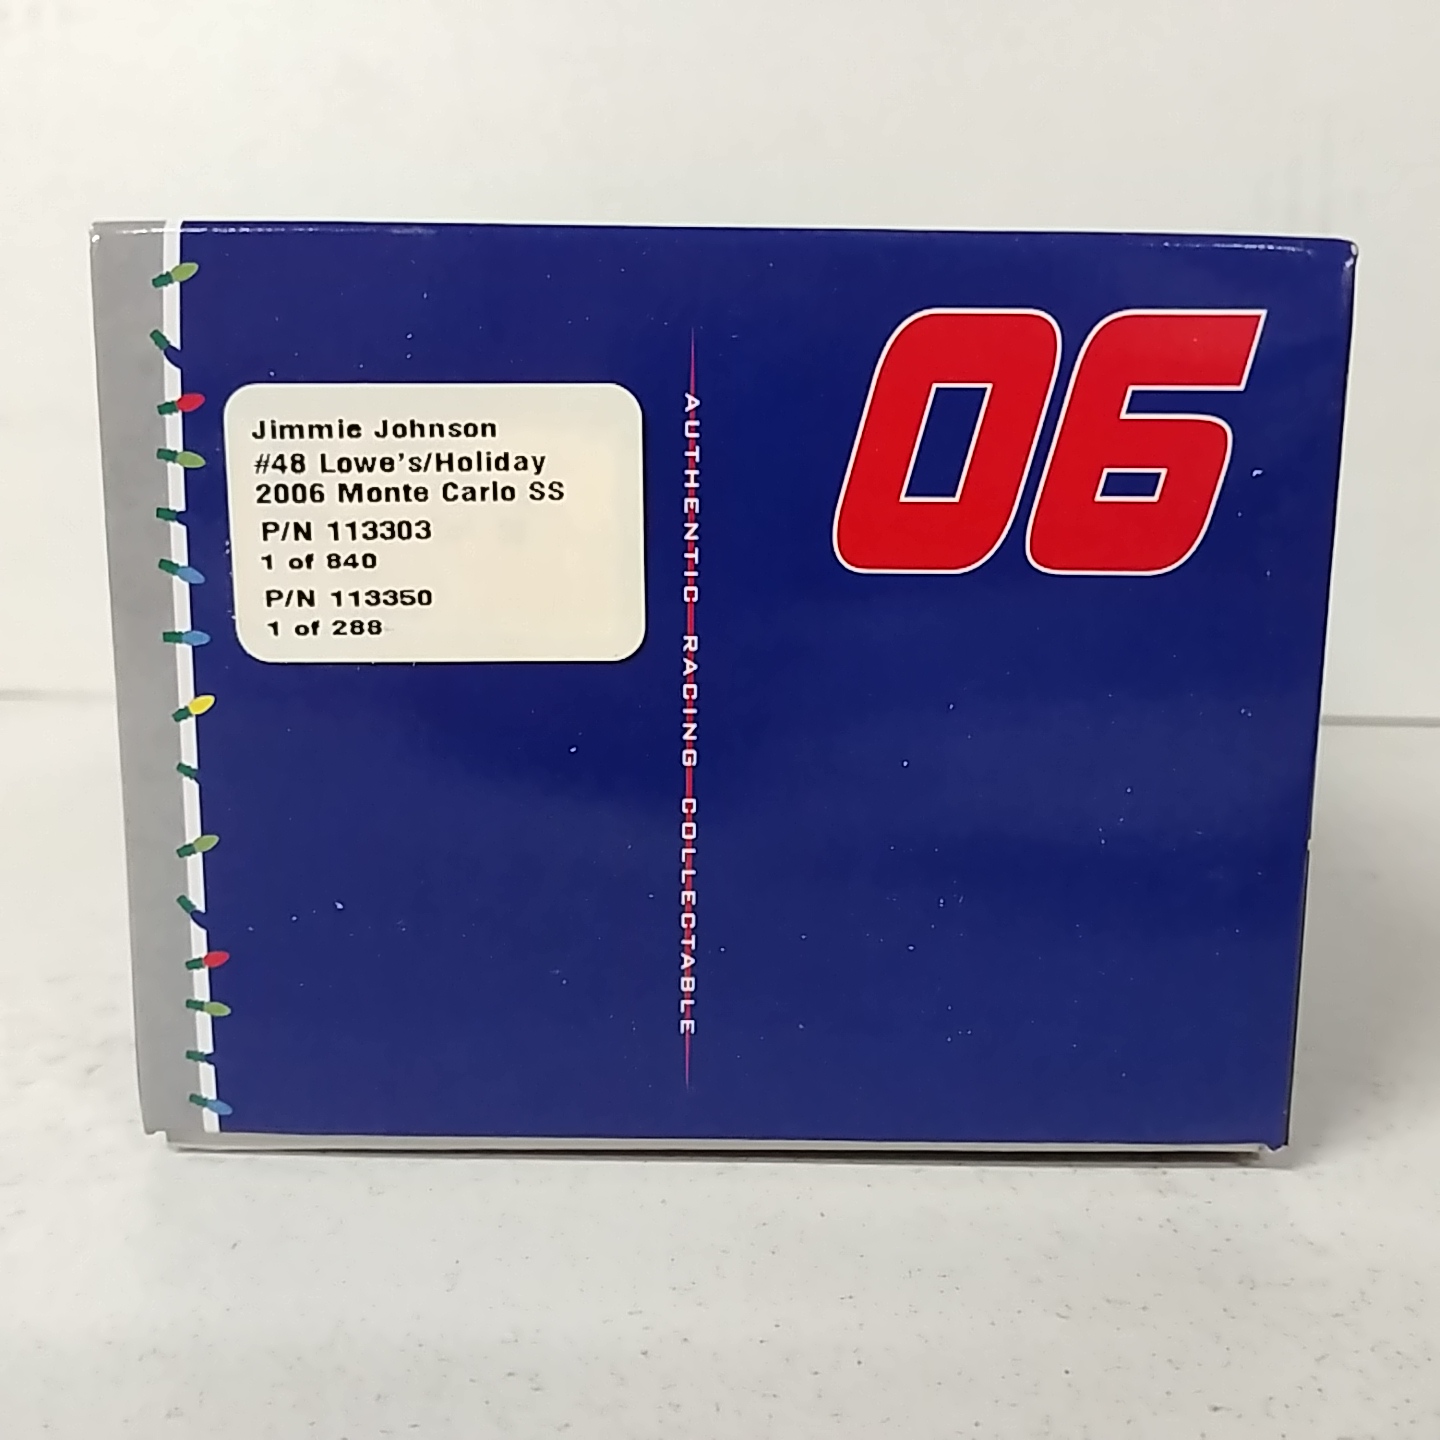 Jimmie Johnson
#48 Lowe's/Holiday
2006 Monte Carlo SS
P/N 113303
1 of 840
P/N 113350
1 of 288
AUTHENTIC RACING COLLECTABLE
06